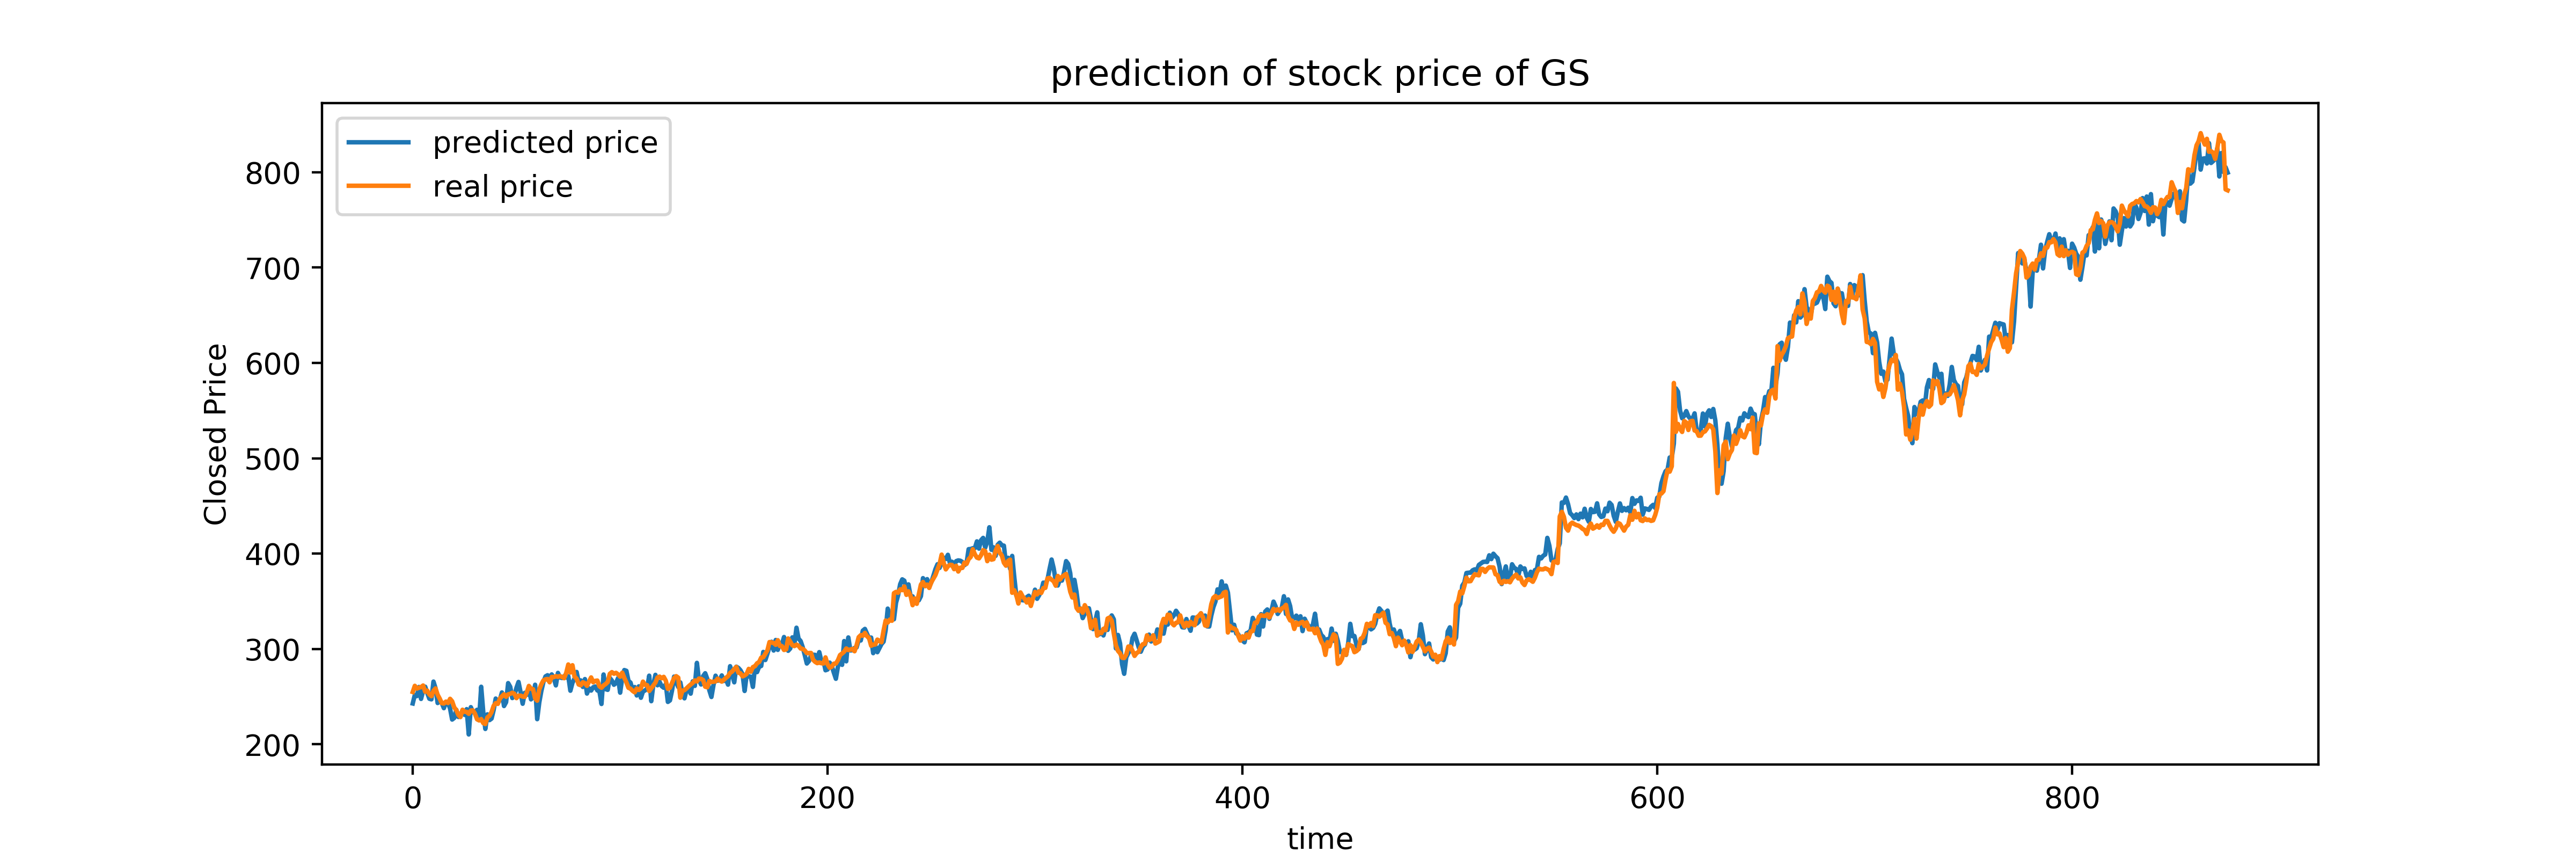 prediction of stock price of GS
predicted price
real price
800
700
600
500
400
300
200
Closed Price
0 200 400 600 800
time